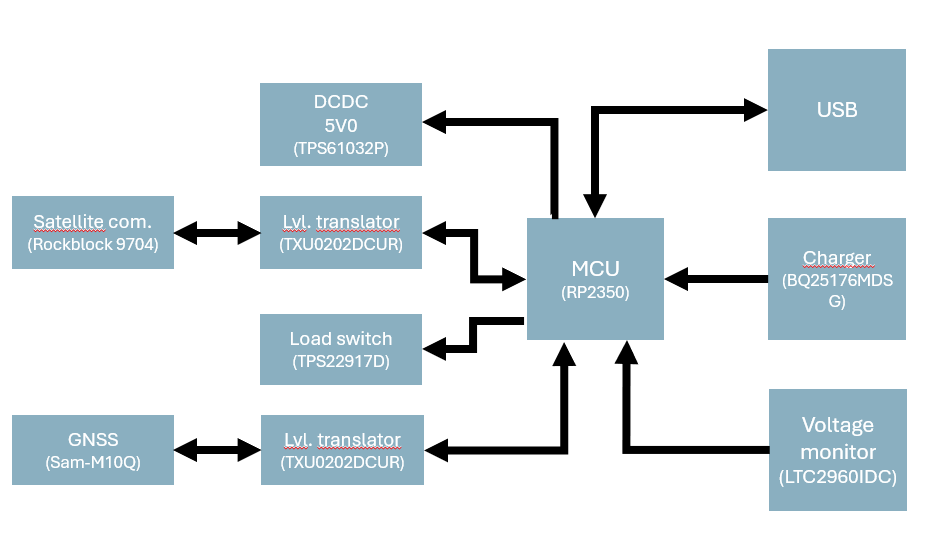 DCDC
5V0
(TPS61032P)
USB
Satellite com.
(Rockblock 9704)
Lvl. translator
(TXU0202DCUR)
MCU
(RP2350)
Charger
(BQ25176MDS
G)
Load switch
(TPS22917D)
GNSS
(Sam-M10Q)
Lvl. translator
(TXU0202DCUR)
Voltage
monitor
(LTC2960IDC)